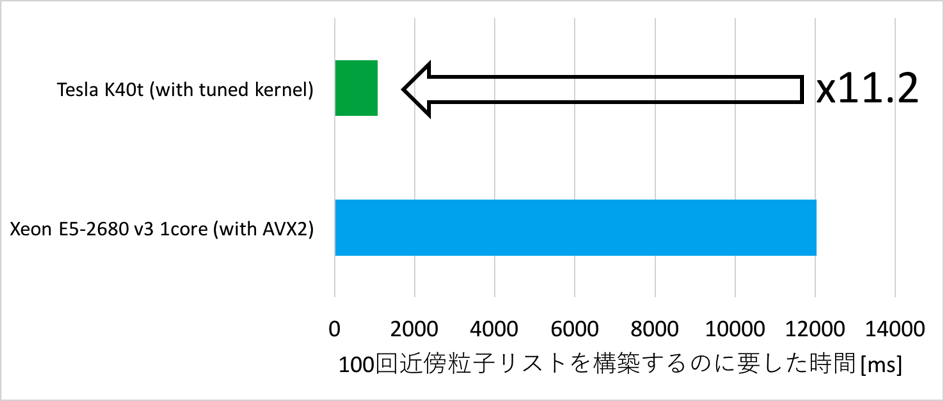 Tesla K40t (with tuned kernel)
x11.2
Xeon E5-2680 v3 1core (with AVX2)
0 2000 4000 6000 8000 10000 12000 14000
100回近傍粒子リストを構築するのに要した時間[ms]